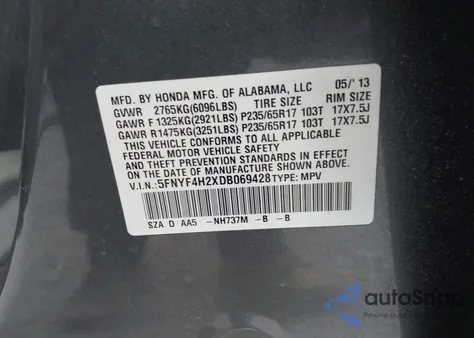 MFD. BY HONDA MFG. OF ALABAMA, LLC 05/'13
GVWR 2765KG(6096LBS) TIRE SIZE RIM SIZE
GAWR F 1325KG(2921LBS) P235/65R17 103T 17X7.5J
GAWR R1475KG(3251LBS) P235/65R17 103T 17X7.5J
THIS VEHICLE CONFORMS TO ALL APPLICABLE
FEDERAL MOTOR VEHICLE SAFETY AND THEFT
PREVENTION STANDARDS IN EFFECT ON THE
DATE OF MANUFACTURE SHOWN ABOVE.
V.I.N.: 5FNYF4H2XDB069428 TYPE: MPV
SZA D AA5 -NH737M -B -B
autoSnap